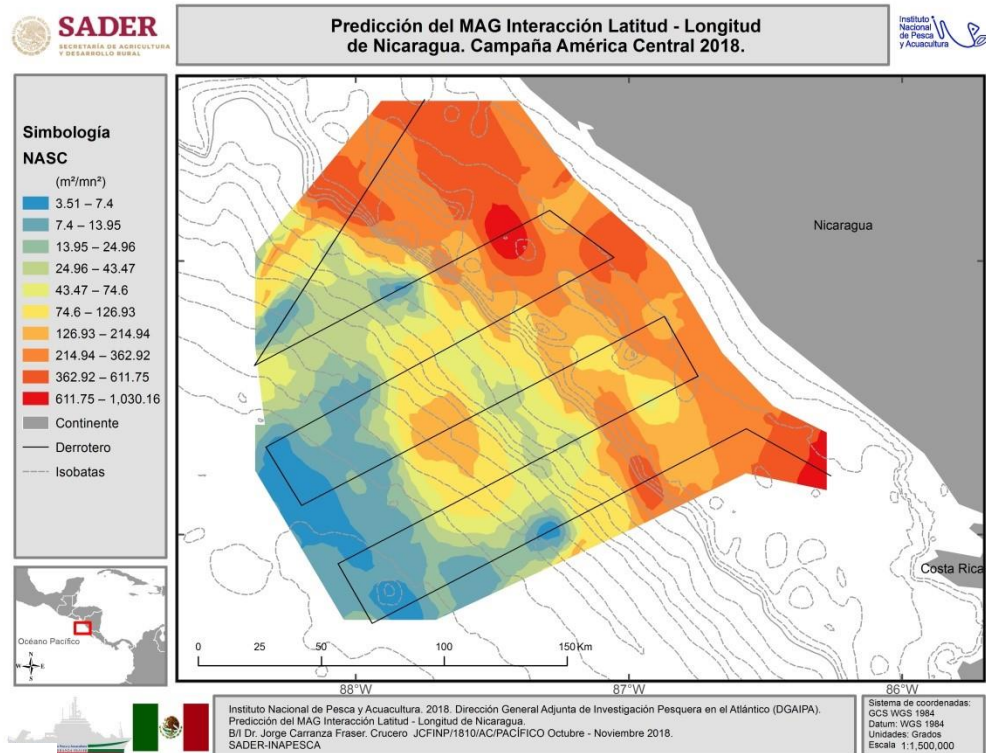 SADER
SECRETARÍA DE AGRICULTURA
Y DESARROLLO RURAL
Predicción del MAG Interacción Latitud - Longitud
de Nicaragua. Campaña América Central 2018.
Instituto
Nacional
de Pesca
y Acuacultura
Simbología
NASC
(m²/mn²)
3.51 – 7.4
7.4 – 13.95
13.95 – 24.96
24.96 – 43.47
43.47 – 74.6
74.6 – 126.93
126.93 – 214.94
214.94 – 362.92
362.92 – 611.75
611.75 – 1,030.16
Continente
Derrotero
Isobatas
Nicaragua
Costa Rica
0 25 50 100 150 Km
88°W 87°W 86°W
Océano Pacífico
N
W E
S
Instituto Nacional de Pesca y Acuacultura. 2018. Dirección General Adjunta de Investigación Pesquera en el Atlántico (DGAIPA).
Predicción del MAG Interacción Latitud - Longitud de Nicaragua.
B/I Dr. Jorge Carranza Fraser. Crucero JCFINP/1810/AC/PACÍFICO Octubre - Noviembre 2018.
SADER-INAPESCA
Sistema de coordenadas:
GCS WGS 1984
Datum: WGS 1984
Unidades: Grados
Escala 1:1,500,000